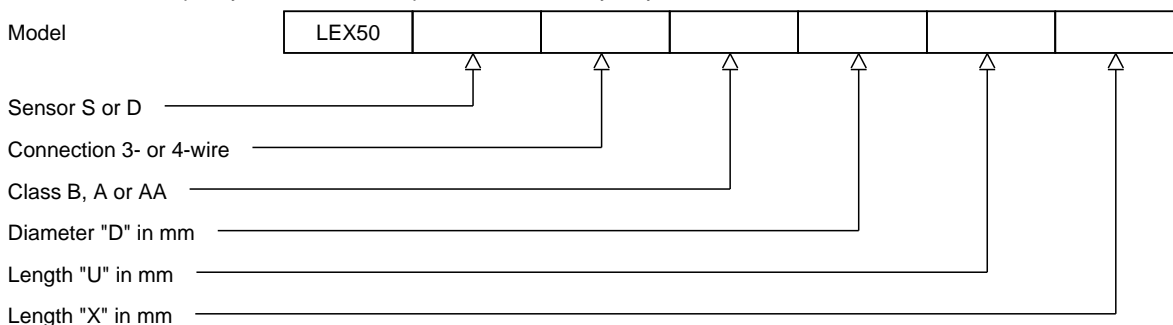 Model LEX50
Sensor S or D
Connection 3- or 4-wire
Class B, A or AA
Diameter "D" in mm
Length "U" in mm
Length "X" in mm